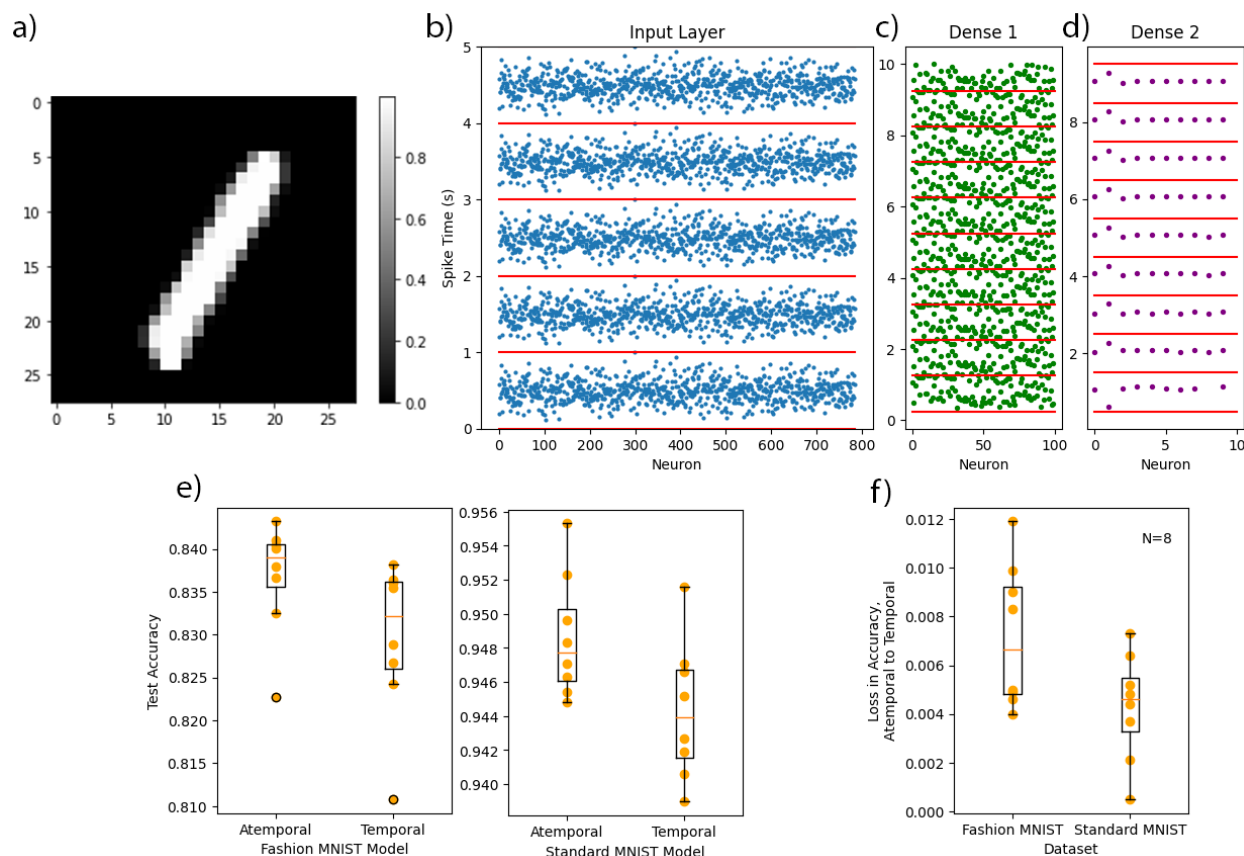 a)
0
5
10
15
20
25
0
5
10
15
20
25
0.8
0.6
0.4
0.2
0.0
b)
Input Layer
Spike Time (s)
5
4
3
2
1
0
0
100
200
300
400
500
600
700
800
Neuron
c)
Dense 1
10
8
6
4
2
0
0
50
100
Neuron
d)
Dense 2
8
6
4
2
0
5
10
Neuron
e)
Test Accuracy
0.840
0.835
0.830
0.825
0.820
0.815
0.810
Atemporal
Temporal
Fashion MNIST Model
0.956
0.954
0.952
0.950
0.948
0.946
0.944
0.942
0.940
Atemporal
Temporal
Standard MNIST Model
f)
Loss in Accuracy,
Atemporal to Temporal
0.012
0.010
0.008
0.006
0.004
0.002
0.000
N=8
Fashion MNIST
Standard MNIST
Dataset